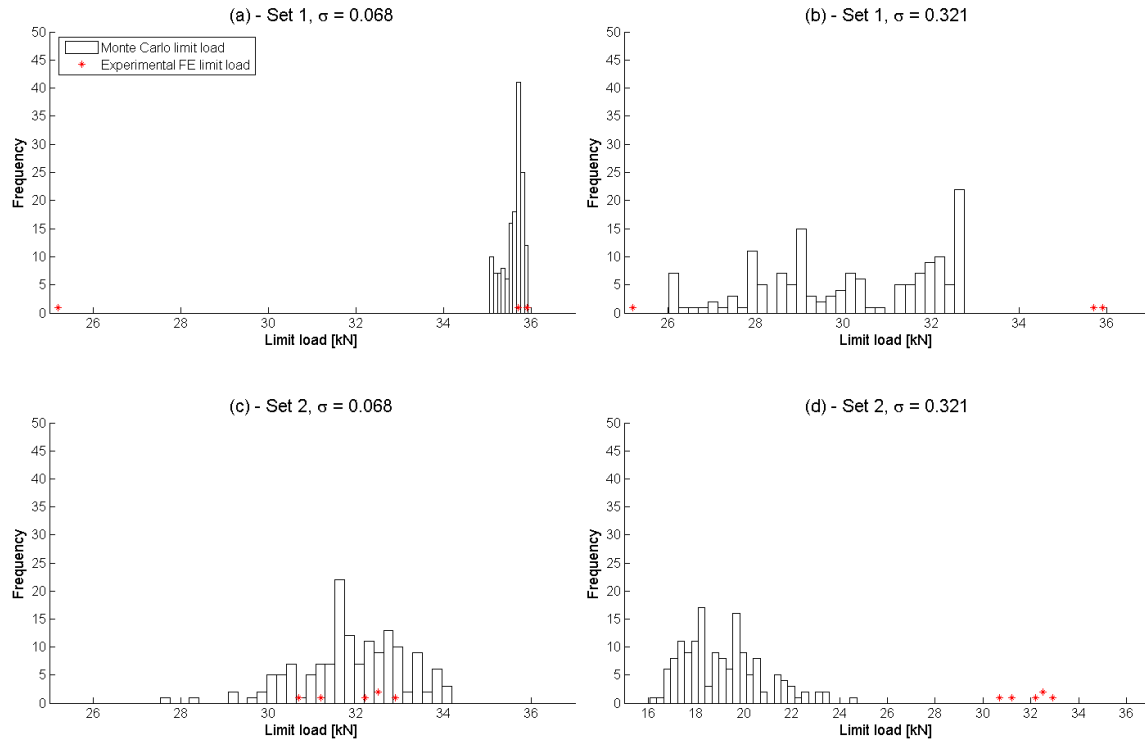 (a) - Set 1, σ = 0.068
50
45
40
35
30
25
20
15
10
5
0
Frequency
Monte Carlo limit load
Experimental FE limit load
26 28 30 32 34 36
Limit load [kN]
(b) - Set 1, σ = 0.321
50
45
40
35
30
25
20
15
10
5
0
Frequency
26 28 30 32 34 36
Limit load [kN]
(c) - Set 2, σ = 0.068
50
45
40
35
30
25
20
15
10
5
0
Frequency
26 28 30 32 34 36
Limit load [kN]
(d) - Set 2, σ = 0.321
50
45
40
35
30
25
20
15
10
5
0
Frequency
16 18 20 22 24 26 28 30 32 34 36
Limit load [kN]